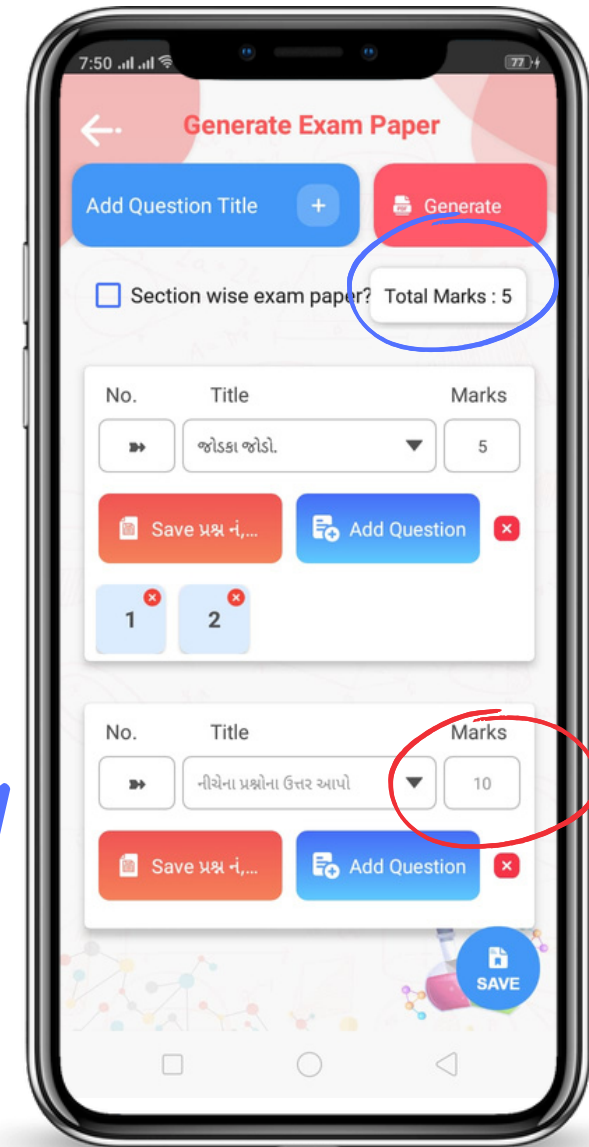 7:50
77
Generate Exam Paper
Add Question Title +
PDF Generate
Section wise exam paper? Total Marks : 5
No. Title Marks
જોડકા જોડો. 5
Save પ્રશ્ન નં,... Add Question
1 2
No. Title Marks
નીચેના પ્રશ્નોના ઉત્તર આપો 10
Save પ્રશ્ન નં,... Add Question
SAVE